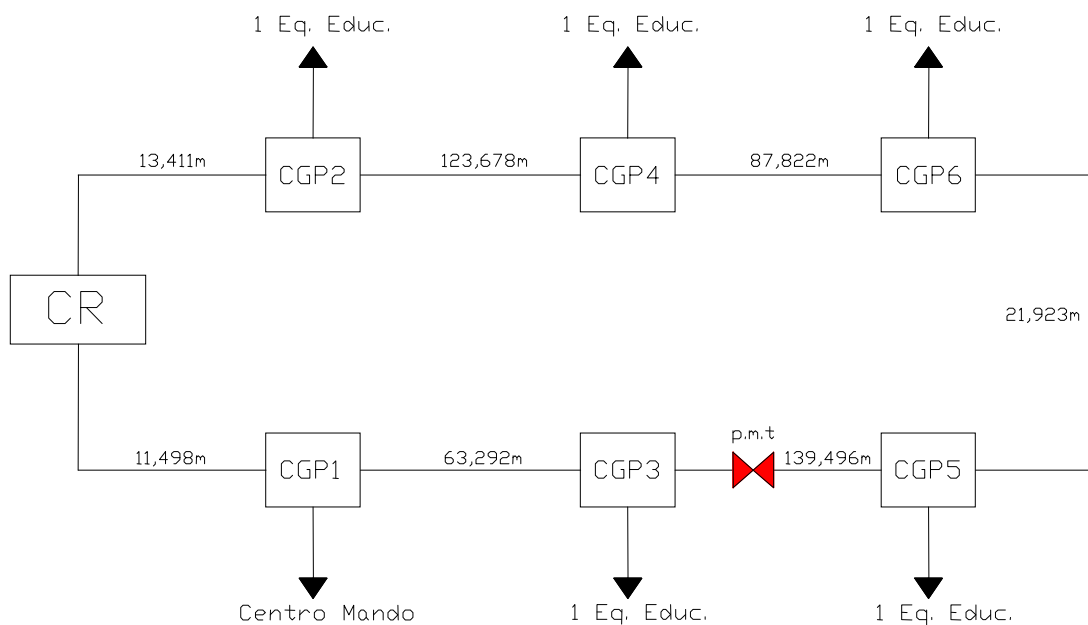 1 Eq. Educ.
1 Eq. Educ.
1 Eq. Educ.
13,411m
CGP2
123,678m
CGP4
87,822m
CGP6
CR
21,923m
11,498m
CGP1
63,292m
CGP3
p.m.t
139,496m
CGP5
Centro Mando
1 Eq. Educ.
1 Eq. Educ.